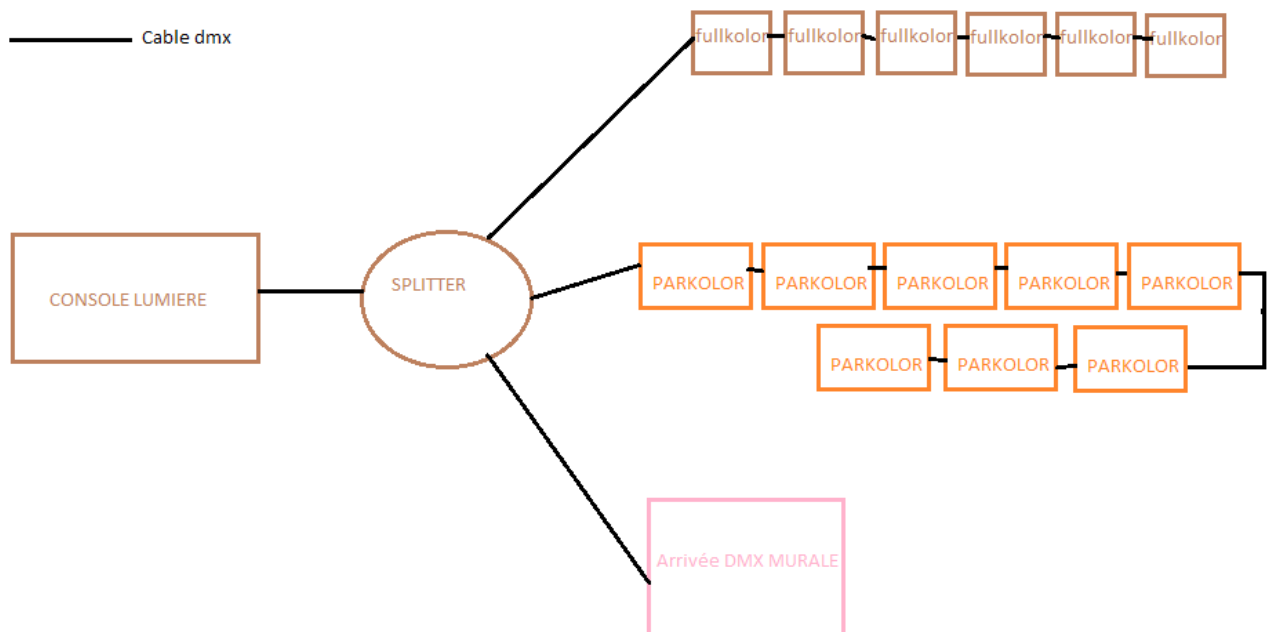 Cable dmx
fullkolor fullkolor fullkolor fullkolor fullkolor fullkolor
CONSOLE LUMIERE
SPLITTER
PARKOLOR PARKOLOR PARKOLOR PARKOLOR PARKOLOR
PARKOLOR PARKOLOR PARKOLOR
Arrivée DMX MURALE